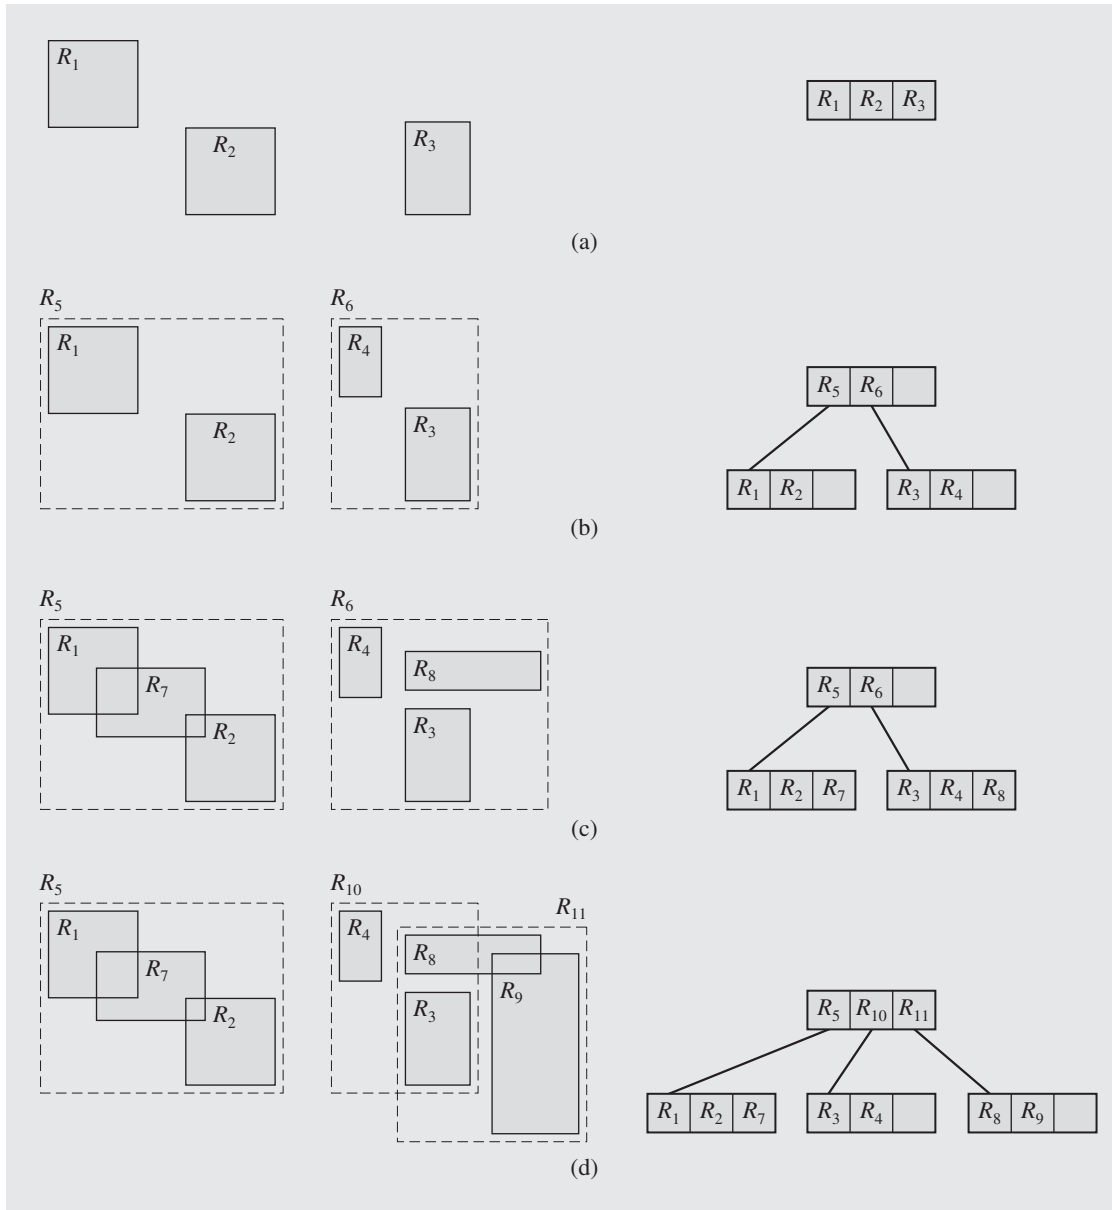 R₁
R₁ R₂ R₃
R₂ R₃
(a)
R₅ R₆
R₁ R₄
R₅ R₆
R₂ R₃
R₁ R₂ R₃ R₄
(b)
R₅ R₆
R₁ R₄
R₈
R₇ R₅ R₆
R₂ R₃
R₁ R₂ R₇ R₃ R₄ R₈
(c)
R₅ R₁₀
R₁₁
R₁ R₄
R₈
R₇
R₉
R₂ R₃ R₅ R₁₀ R₁₁
R₁ R₂ R₇ R₃ R₄ R₈ R₉
(d)